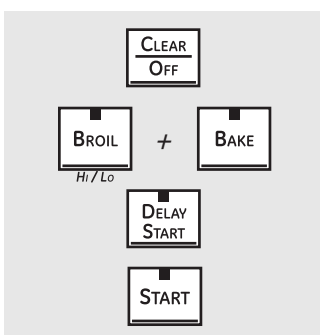 CLEAR
OFF
BROIL + BAKE
HI / LO
DELAY
START
START